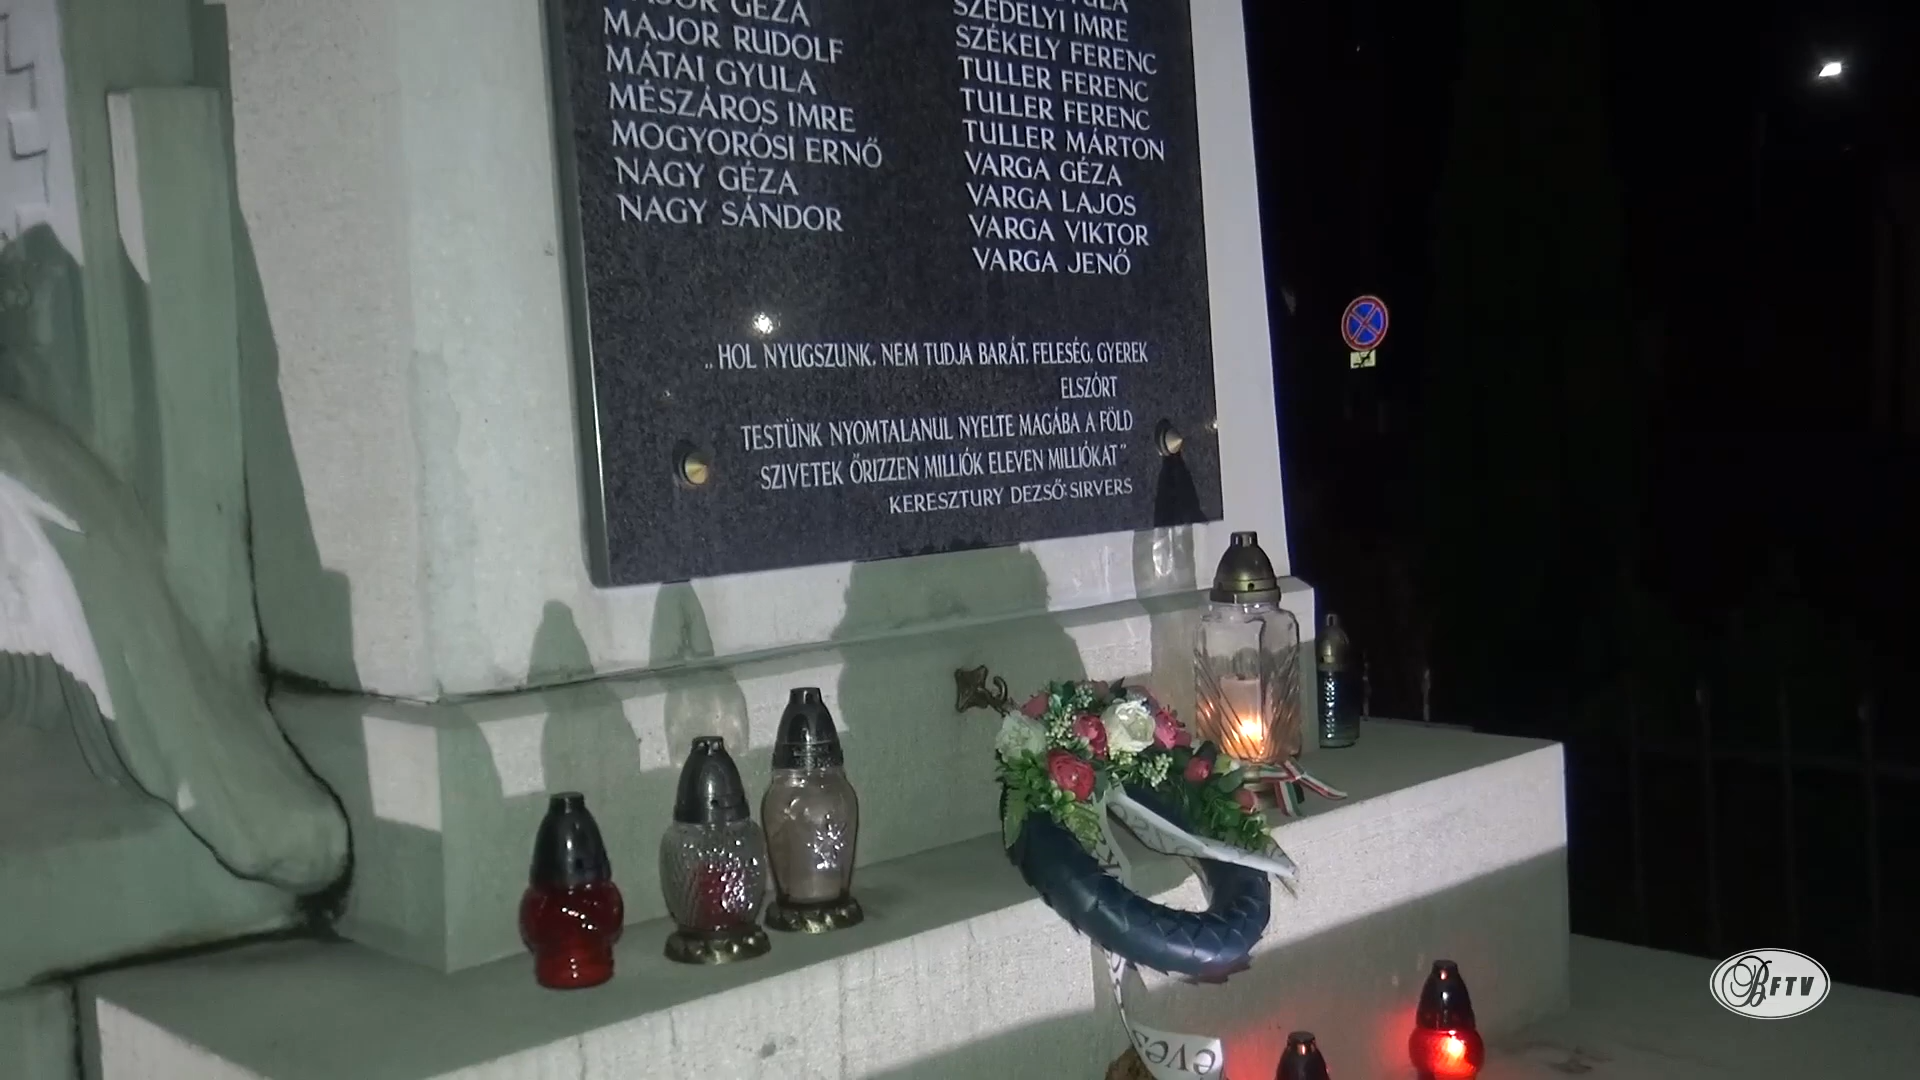 MAJOR RUDOLF
MÁTAI GYULA
MÉSZÁROS IMRE
MOGYORÓSI ERNŐ
NAGY GÉZA
NAGY SÁNDOR
SZEDELYI IMRE
SZÉKELY FERENC
TULLER FERENC
TULLER FERENC
TULLER MÁRTON
VARGA GÉZA
VARGA LAJOS
VARGA VIKTOR
VARGA JENŐ
„HOL NYUGSZUNK, NEM TUDJA BARÁT, FELESÉG, GYEREK
ELSZÓRT
TESTÜNK NYOMTALANUL NYELTE MAGÁBA A FÖLD
SZIVETEK ŐRIZZEN MILLIÓK ELEVEN MILLIÓKAT"
KERESZTURY DEZSŐ: SIRVERS
BFTV